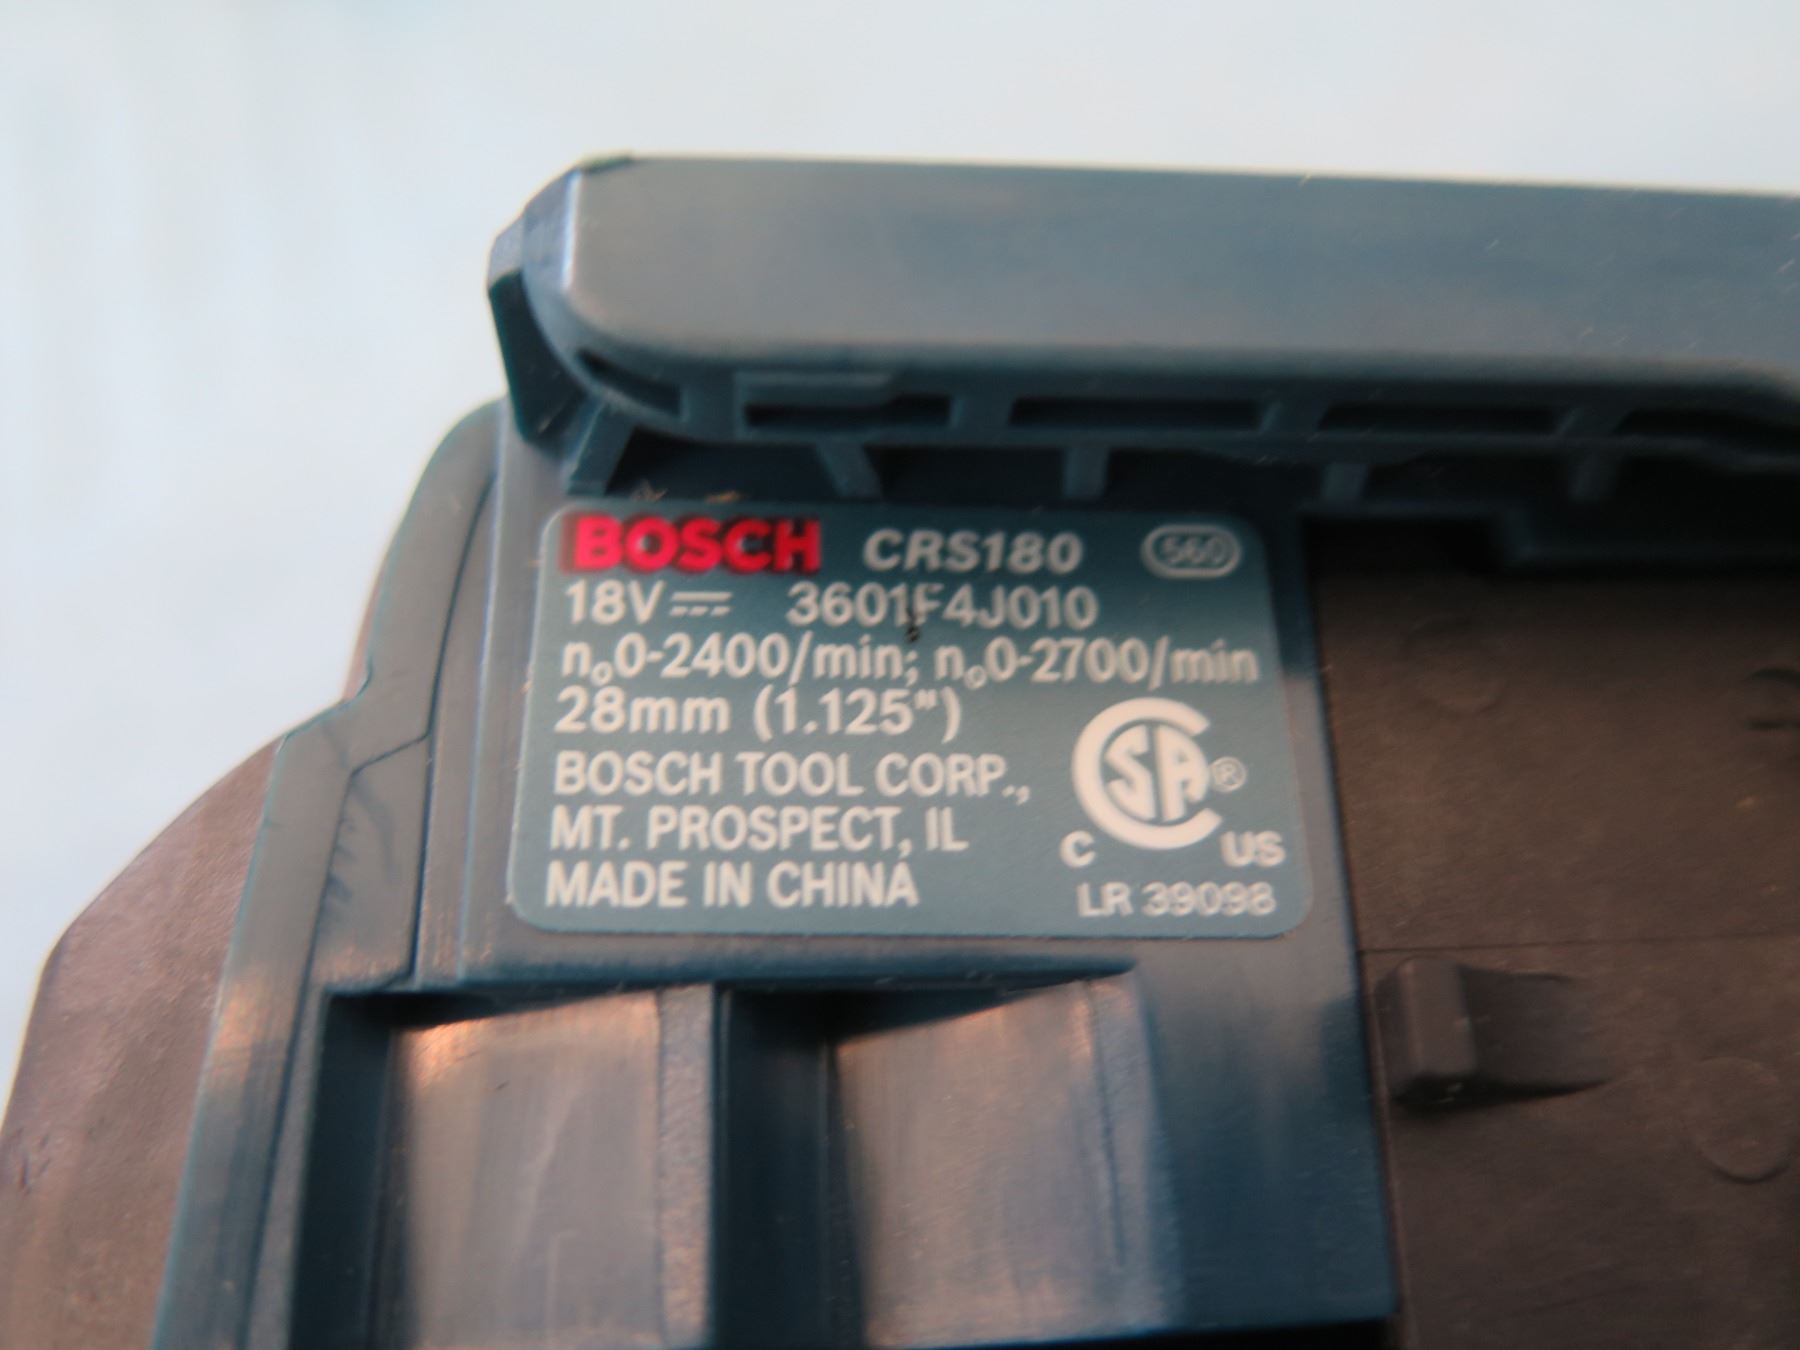 BOSCH CRS180 560
18V 3601F4J010
n₀0-2400/min; n₀0-2700/min
28mm (1.125")
BOSCH TOOL CORP.,
MT. PROSPECT, IL
MADE IN CHINA
CSA®
C US
LR 39098